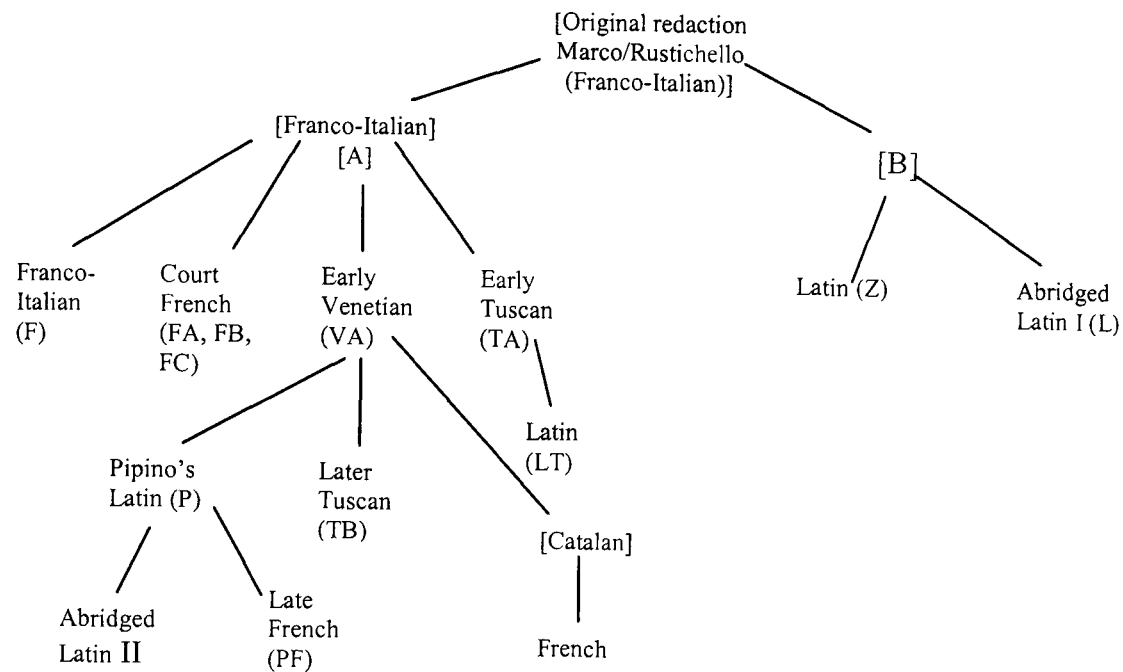 [Original redaction
Marco/Rustichello
(Franco-Italian)]
[Franco-Italian]
[A]
[B]
Franco-
Italian
(F)
Court
French
(FA, FB,
FC)
Early
Venetian
(VA)
Early
Tuscan
(TA)
Latin (Z)
Abridged
Latin I (L)
Pipino's
Latin (P)
Later
Tuscan
(TB)
Latin
(LT)
[Catalan]
Abridged
Latin II
Late
French
(PF)
French